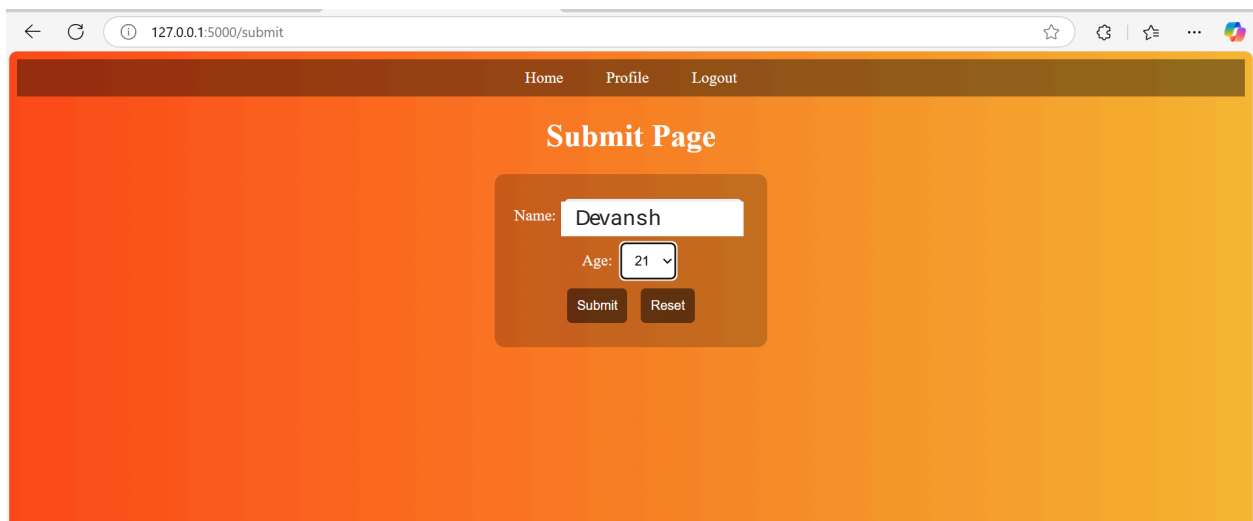 127.0.0.1:5000/submit
Home Profile Logout
Submit Page
Name: Devansh
Age: 21
Submit Reset